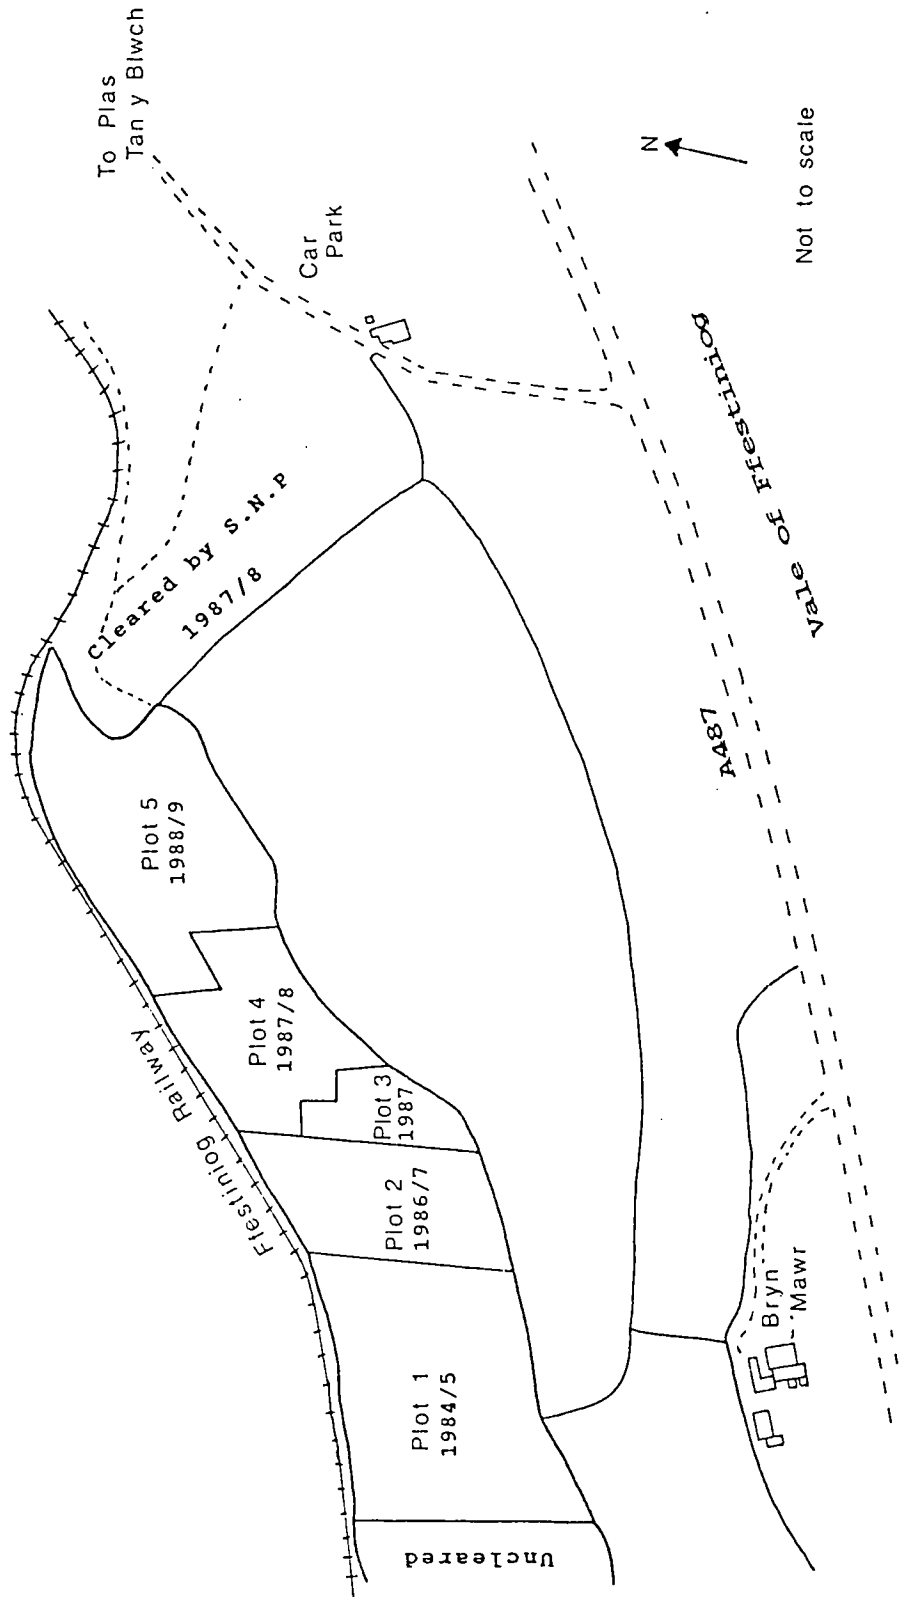 To Plas
Tan y Blwch
Car
Park
N
Not to scale
Cleared by S.N.P
1987/8
Vale of Ffestiniog
A487
Plot 5
1988/9
Plot 4
1987/8
Plot 3
1987
Plot 2
1986/7
Plot 1
1984/5
Ffestiniog Railway
Bryn
Mawr
Uncleared